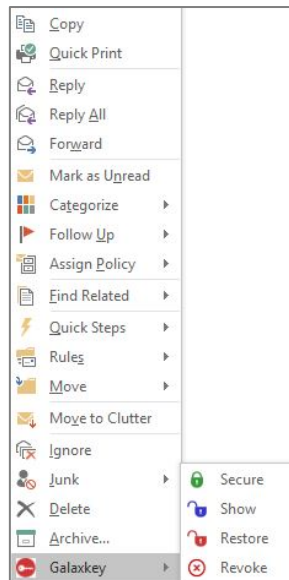 Copy
Quick Print
Reply
Reply All
Forward
Mark as Unread
Categorize
Follow Up
Assign Policy
Find Related
Quick Steps
Rules
Move
Move to Clutter
Ignore
Junk
Delete
Archive...
Galaxkey
Secure
Show
Restore
Revoke